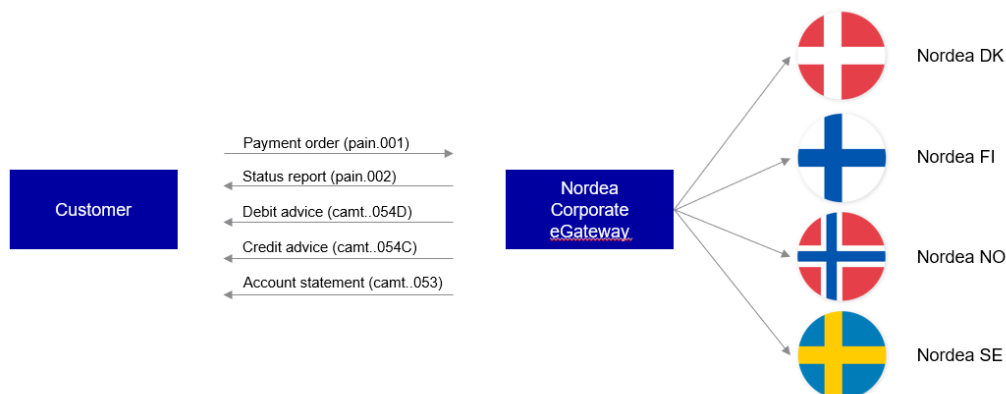 Customer
Payment order (pain.001)
Status report (pain.002)
Debit advice (camt..054D)
Credit advice (camt..054C)
Account statement (camt..053)
Nordea
Corporate
eGateway
Nordea DK
Nordea FI
Nordea NO
Nordea SE